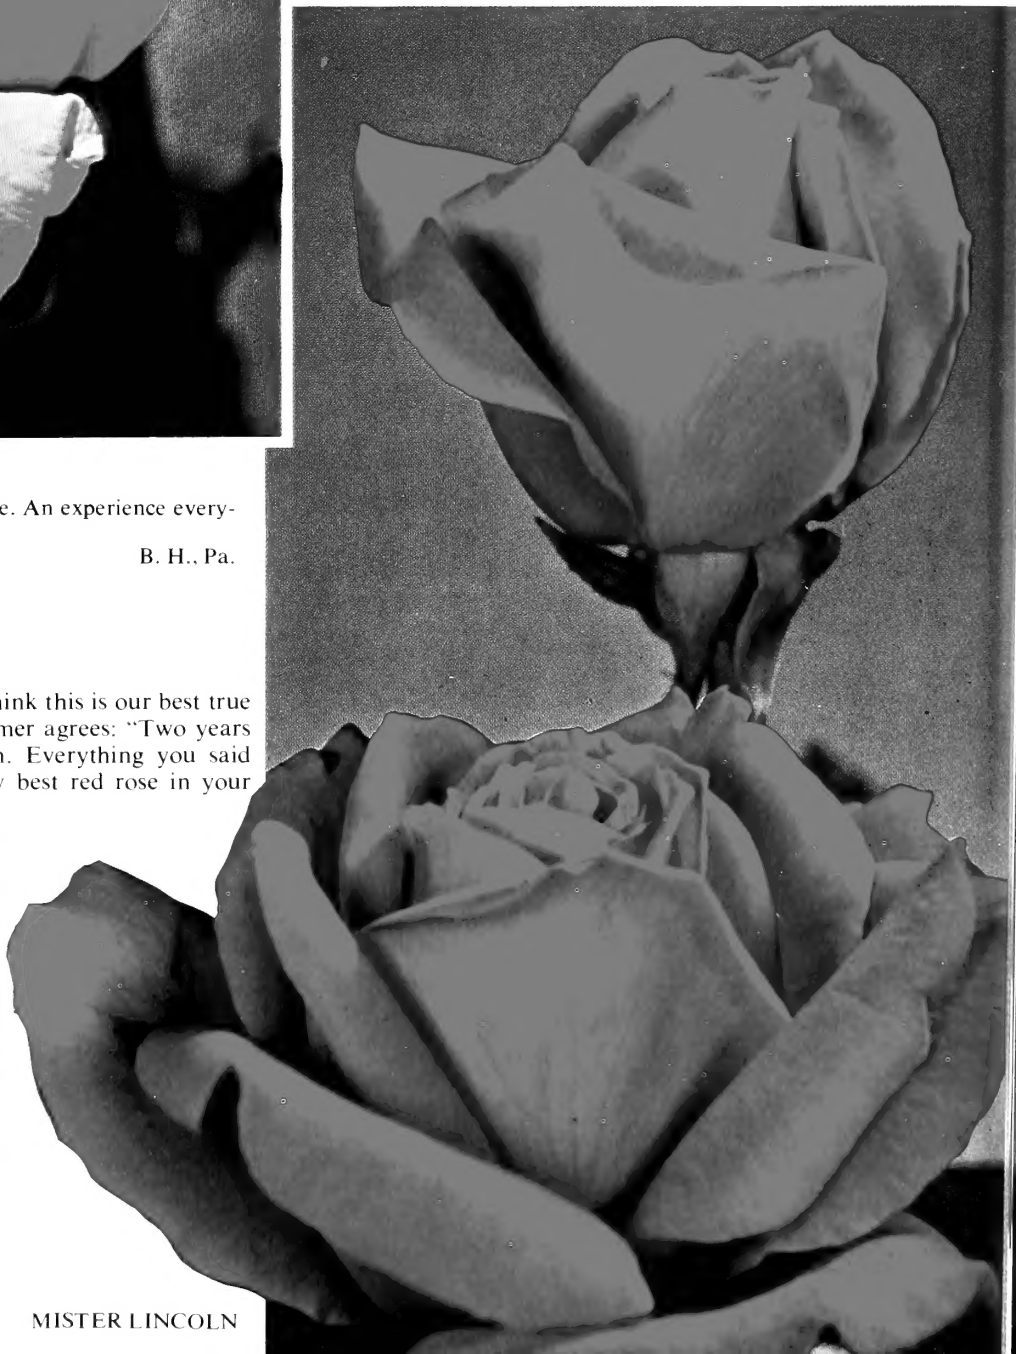 e. An experience every-
B. H., Pa.
ink this is our best true
mer agrees: “Two years
n. Everything you said
best red rose in your
MISTER LINCOLN